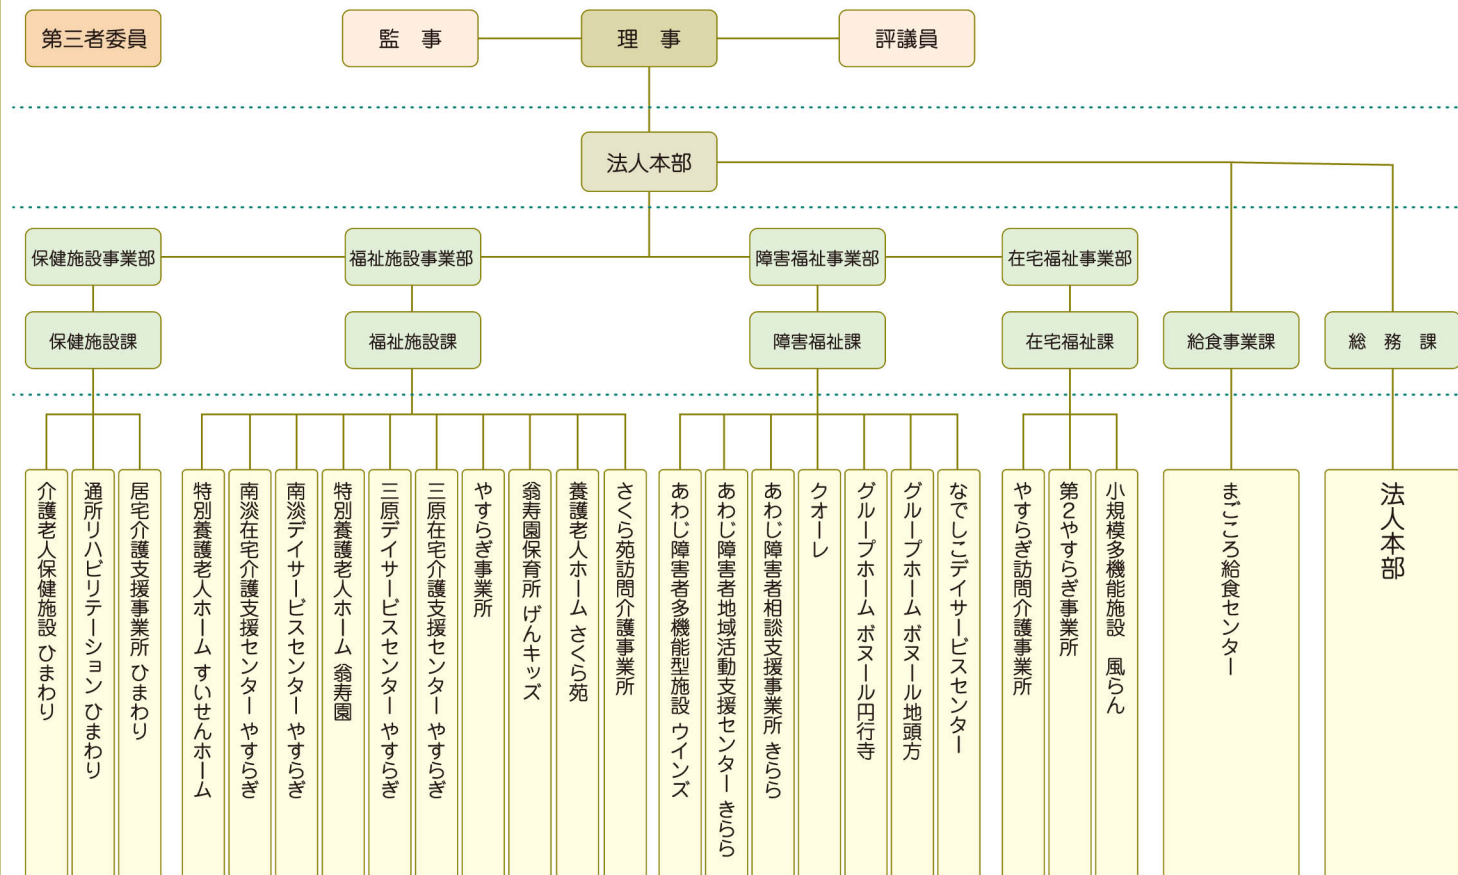 第三者委員
監　事
理　事
評議員
法人本部
保健施設事業部
福祉施設事業部
障害福祉事業部
在宅福祉事業部
保健施設課
福祉施設課
障害福祉課
在宅福祉課
給食事業課
総　務　課
介護老人保健施設 ひまわり
通所リハビリテーション ひまわり
居宅介護支援事業所 ひまわり
特別養護老人ホーム すいせんホーム
南淡在宅介護支援センター やすらぎ
南淡デイサービスセンター やすらぎ
特別養護老人ホーム 翁寿園
三原デイサービスセンター やすらぎ
三原在宅介護支援センター やすらぎ
やすらぎ事業所
翁寿園保育所 げんキッズ
養護老人ホーム さくら苑
さくら苑訪問介護事業所
あわじ障害者多機能型施設 ウインズ
あわじ障害者地域活動支援センター きらら
あわじ障害者相談支援事業所 きらら
クオーレ
グループホーム ボヌール円行寺
グループホーム ボヌール地頭方
なでしこデイサービスセンター
やすらぎ訪問介護事業所
第2やすらぎ事業所
小規模多機能施設　風らん
まごころ給食センター
法人本部